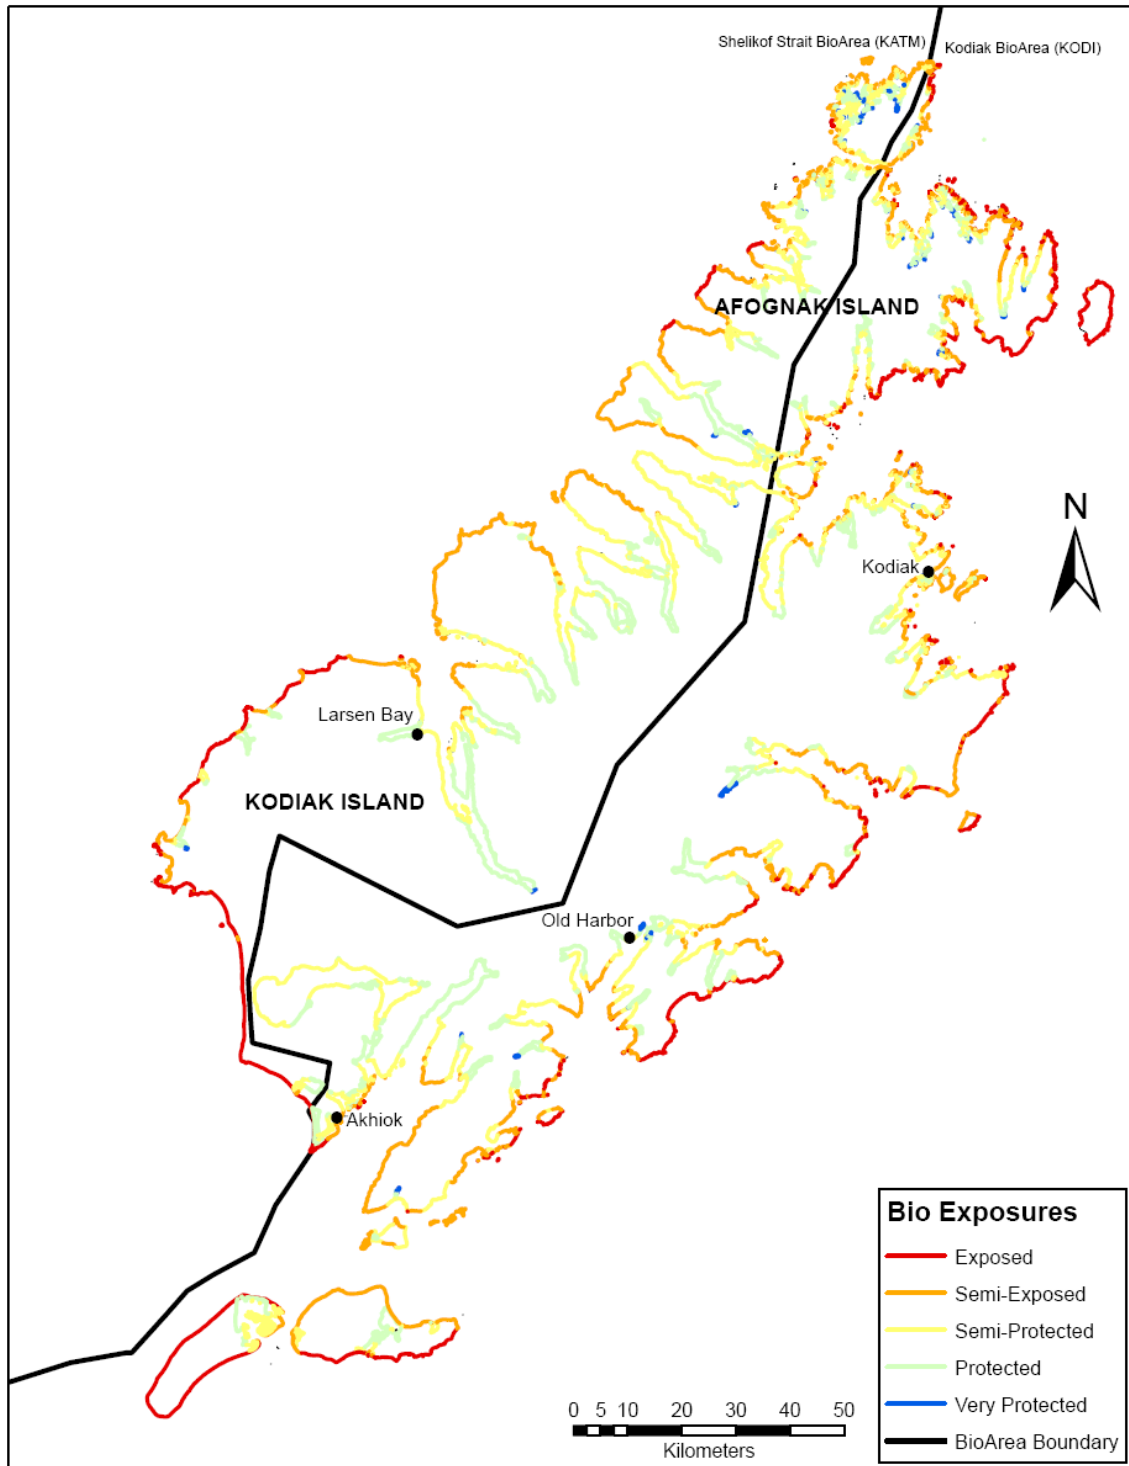 Shelikof Strait BioArea (KATM)
Kodiak BioArea (KODI)
AFOGNAK ISLAND
N
Kodiak
Larsen Bay
KODIAK ISLAND
Old Harbor
Akhiok
Bio Exposures
Exposed
Semi-Exposed
Semi-Protected
Protected
Very Protected
BioArea Boundary
0 5 10 20 30 40 50
Kilometers